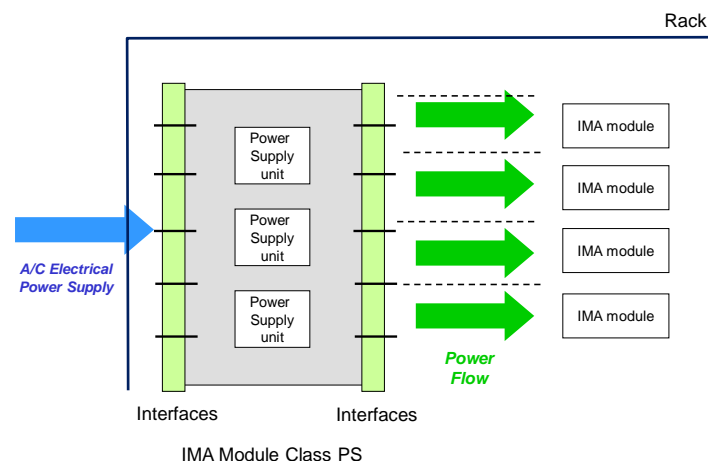 Rack
Power
Supply
unit
IMA module
IMA module
Power
Supply
unit
IMA module
A/C Electrical
Power Supply
Power
Supply
unit
IMA module
Power
Flow
Interfaces
Interfaces
IMA Module Class PS